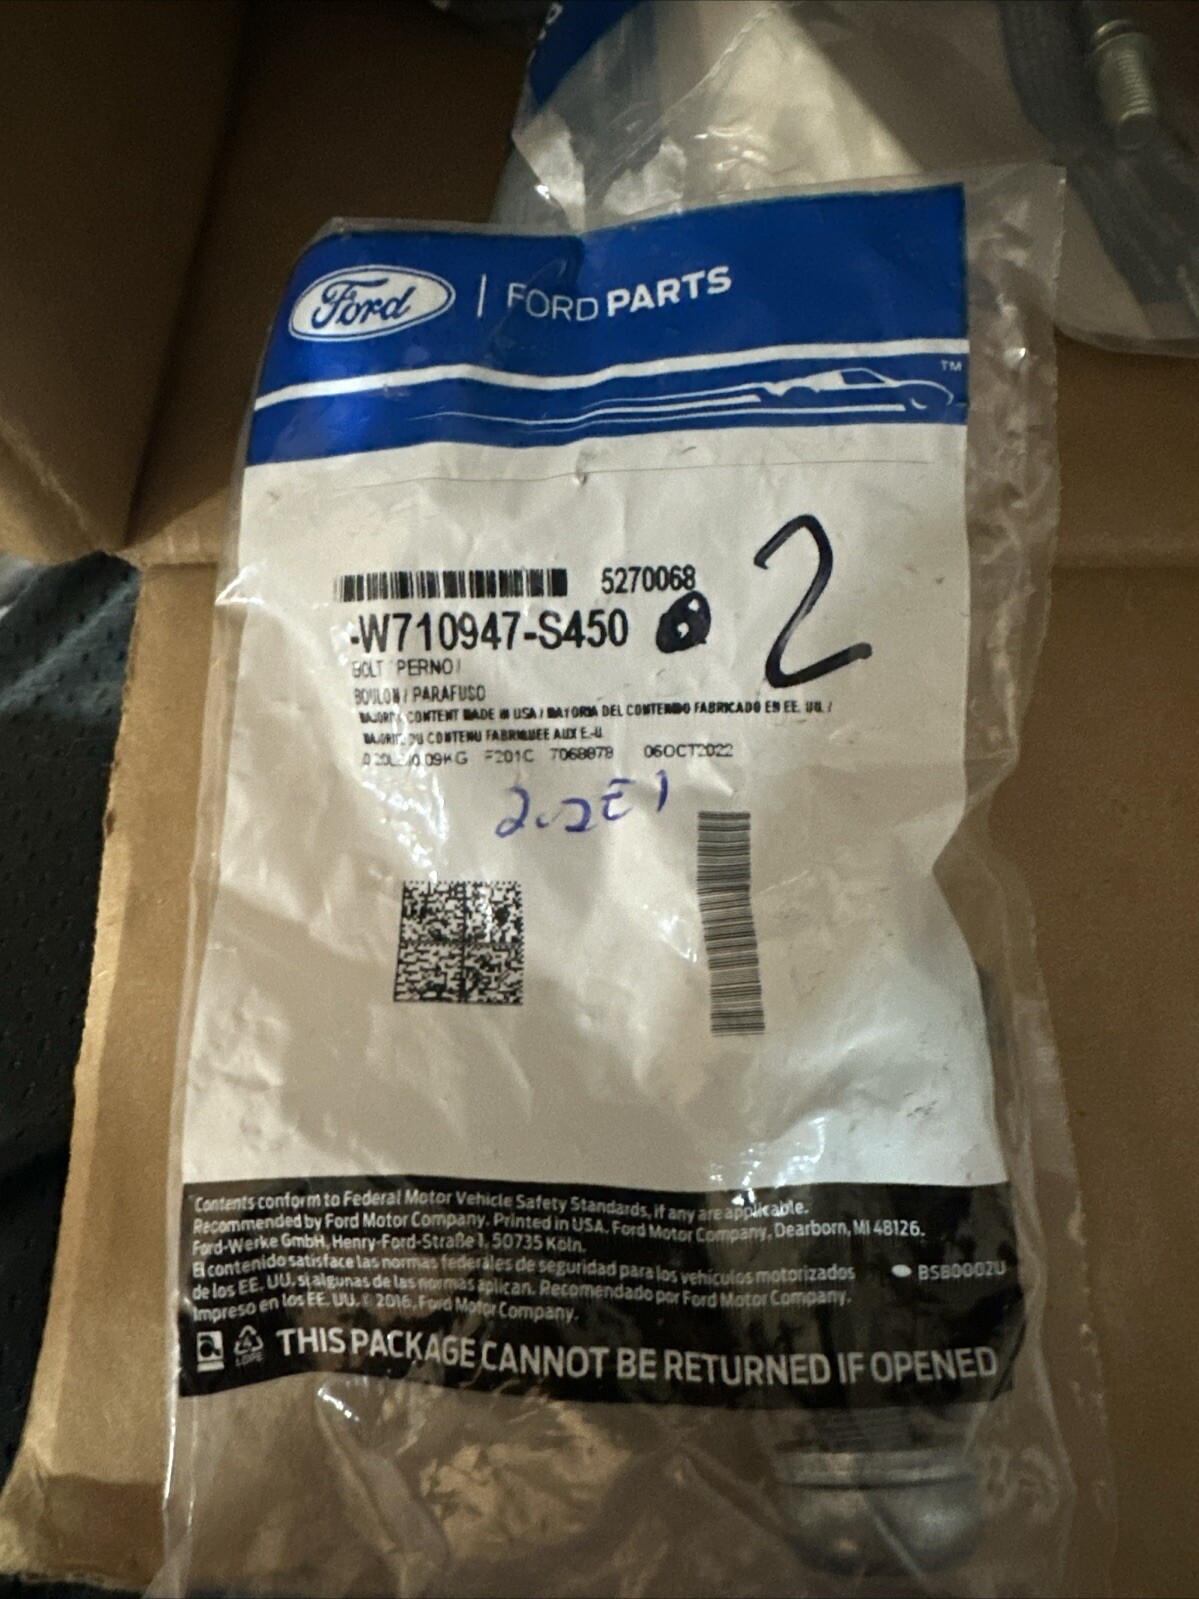 Ford | FORD PARTS
TM
5270068
-W710947-S450
2
BOLT PERNO /
BOULON / PARAFUSO
MAJORITY CONTENT MADE IN USA / MAYORIA DEL CONTENIDO FABRICADO EN EE. UU. /
MAJORITE DU CONTENU FABRIQUEE AUX E.-U
F201C 7068878 06OCT2022
Contents conform to Federal Motor Vehicle Safety Standards, if any are applicable.
Recommended by Ford Motor Company. Printed in USA. Ford Motor Company, Dearborn, MI 48126.
Ford-Werke GmbH, Henry-Ford-Straße 1, 50735 Köln.
El contenido satisface las normas federales de seguridad para los vehículos motorizados
de los EE. UU. si algunas de las normas aplican. Recomendado por Ford Motor Company.
Impreso en los EE. UU. © 2016, Ford Motor Company.
BSB0002U
4
LDPE
THIS PACKAGE CANNOT BE RETURNED IF OPENED